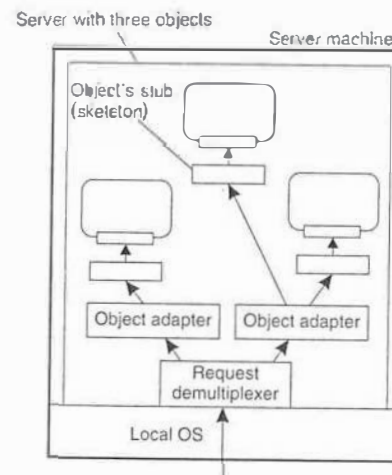 Server with three objects
Server machine
Object's stub
(skeleton)
Object adapter
Object adapter
Request
demultiplexer
Local OS